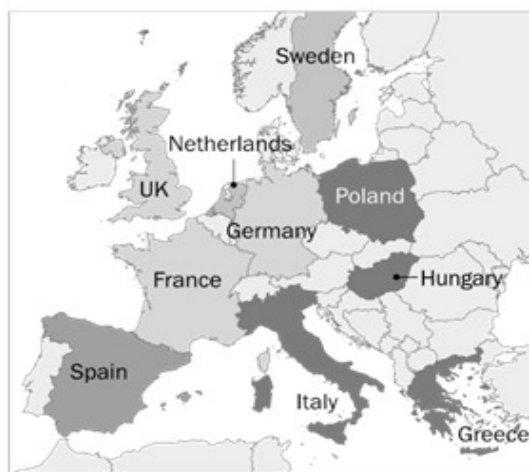 Sweden
Netherlands
UK
Poland
Germany
France
Hungary
Spain
Italy
Greece